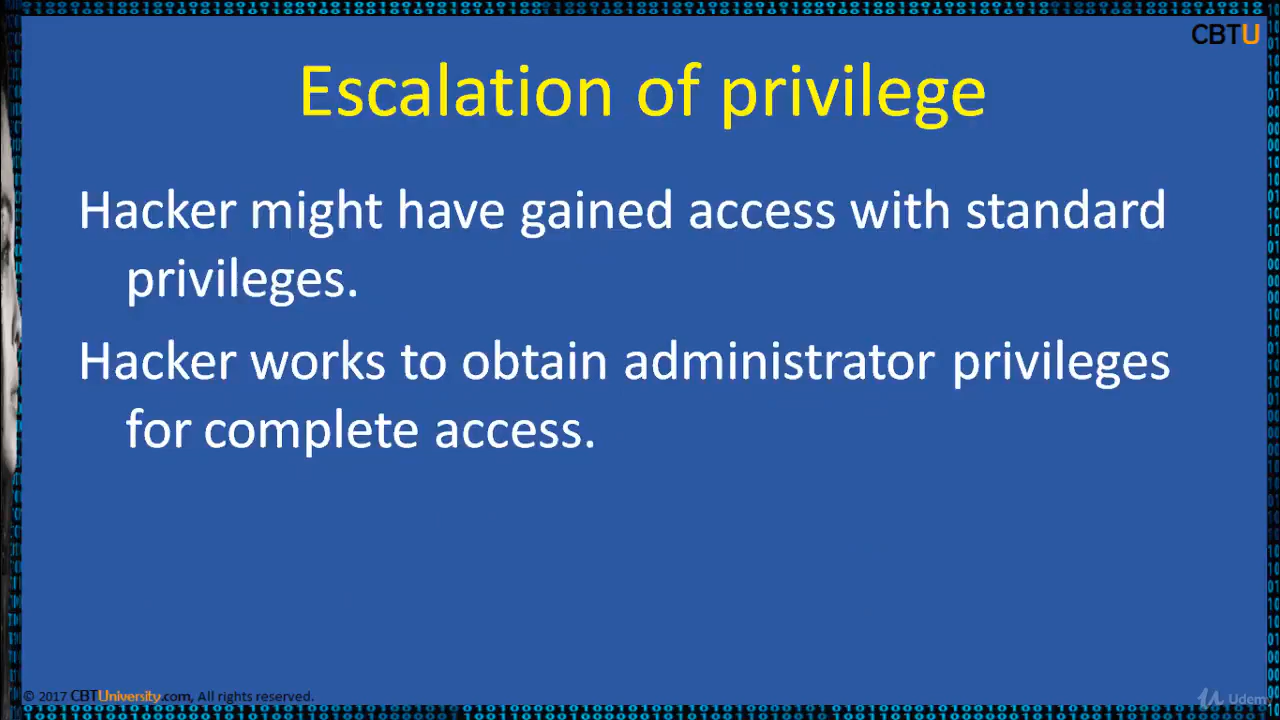 CBTU
Escalation of privilege
Hacker might have gained access with standard
privileges.
Hacker works to obtain administrator privileges
for complete access.
© 2017 CBTUniversity.com, All rights reserved.